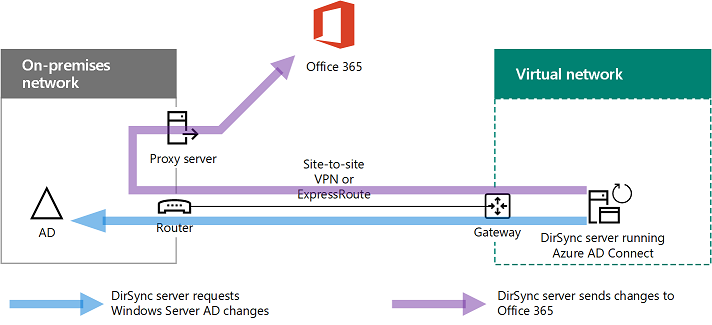 Office 365
On-premises
network
Virtual network
Proxy server
Site-to-site
VPN or
ExpressRoute
AD
Router
Gateway
DirSync server running
Azure AD Connect
DirSync server requests
Windows Server AD changes
DirSync server sends changes to
Office 365